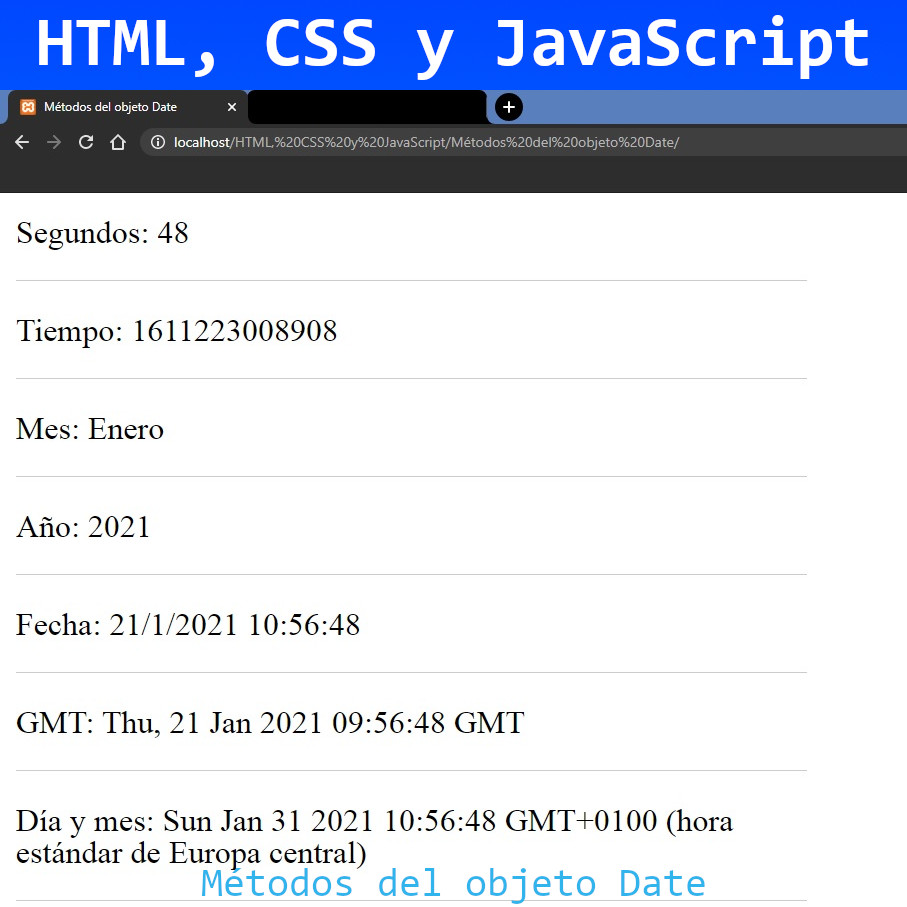 HTML, CSS y JavaScript
Métodos del objeto Date
localhost/HTML,%20CSS%20y%20JavaScript/Métodos%20del%20objeto%20Date/
Segundos: 48
Tiempo: 1611223008908
Mes: Enero
Año: 2021
Fecha: 21/1/2021 10:56:48
GMT: Thu, 21 Jan 2021 09:56:48 GMT
Día y mes: Sun Jan 31 2021 10:56:48 GMT+0100 (hora
estándar de Europa central)
Métodos del objeto Date